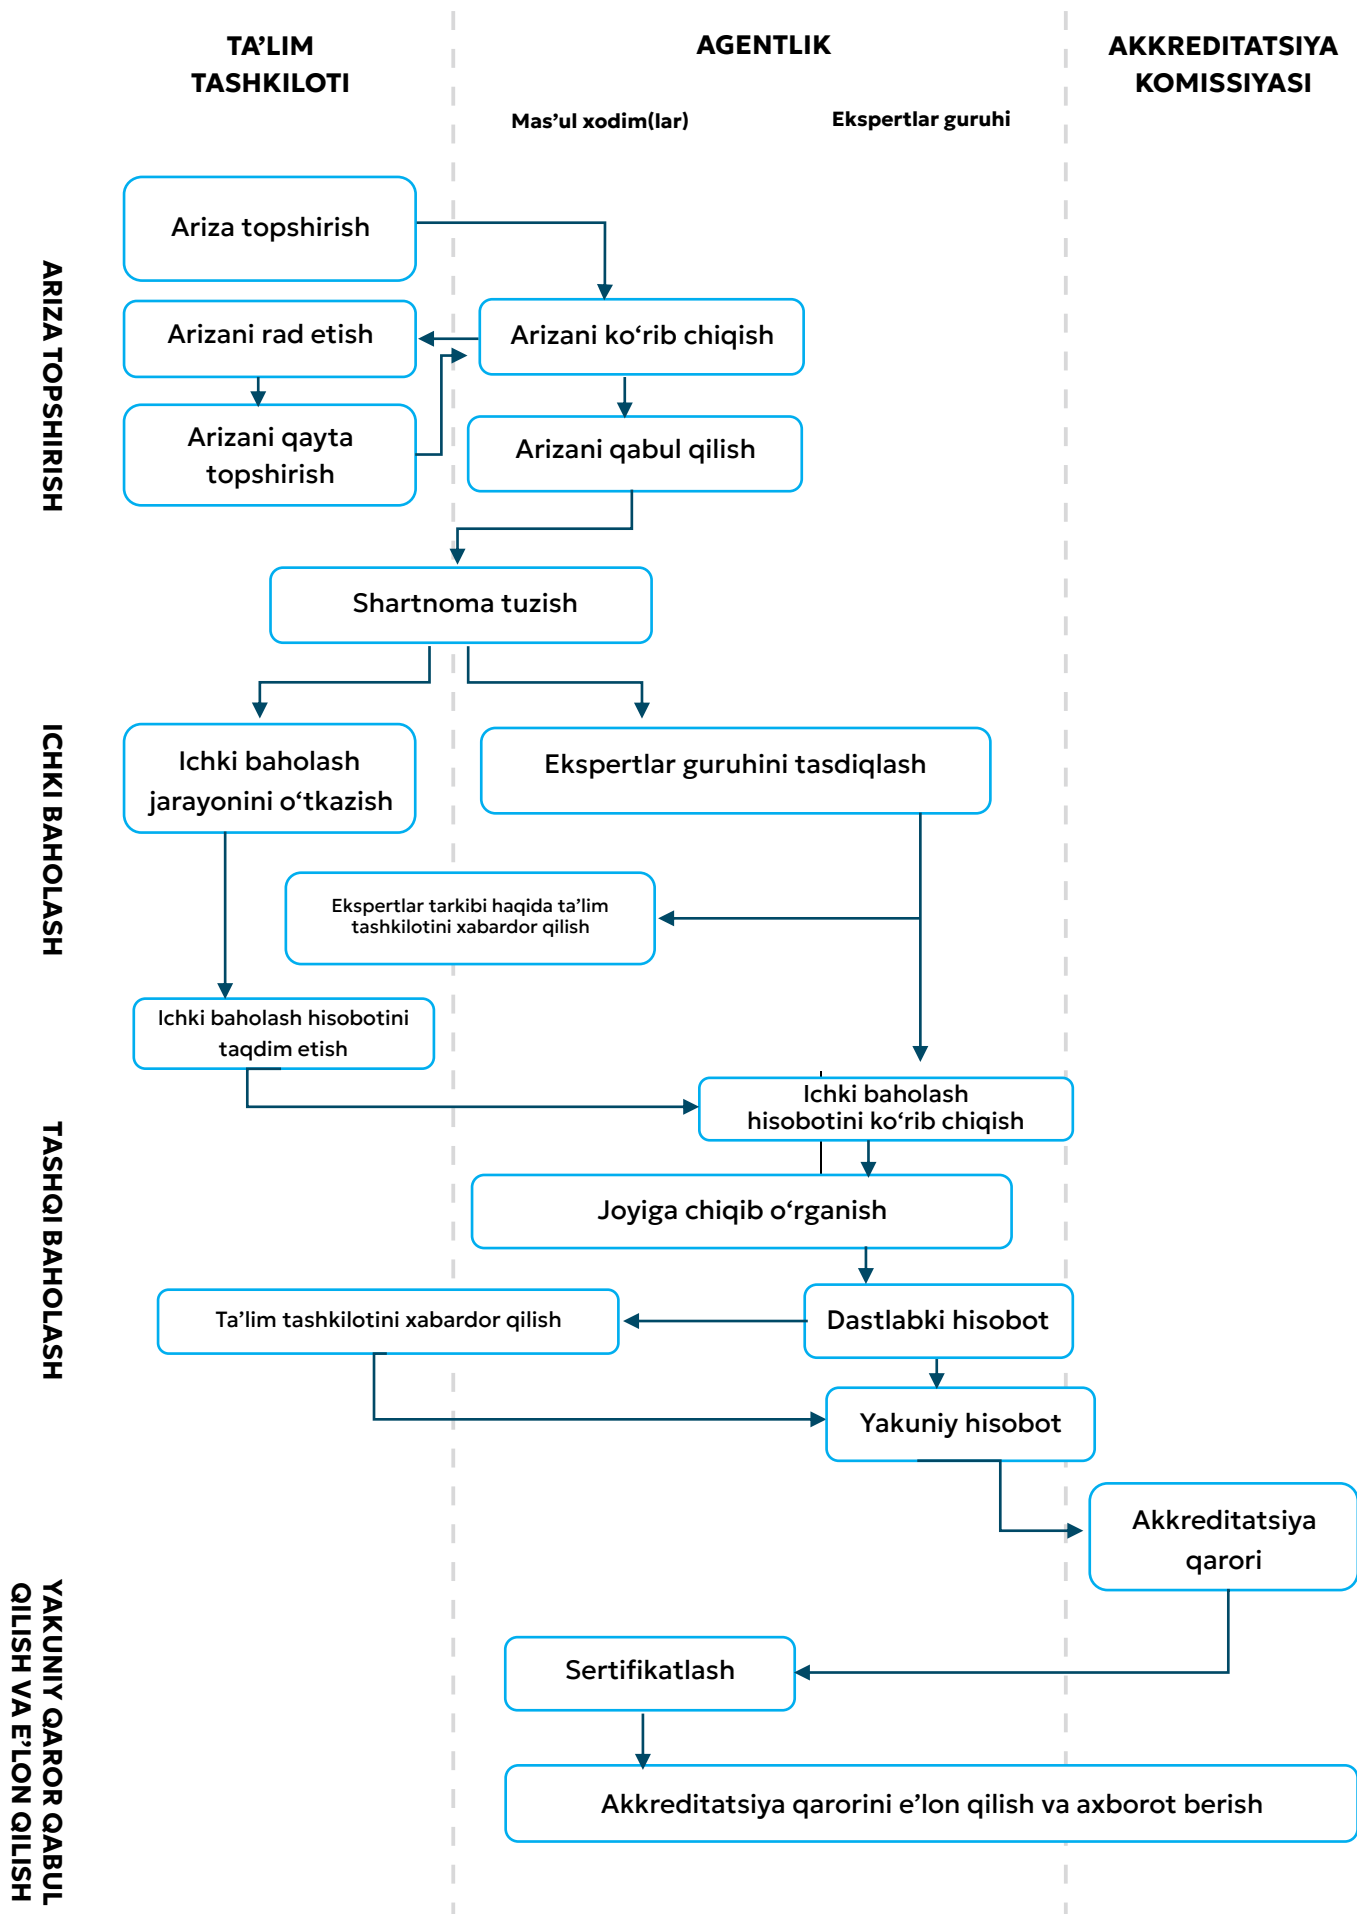 TA’LIM
TASHKILOTI
AGENTLIK
AKKREDITATSIYA
KOMISSIYASI
Mas’ul xodim(lar)
Ekspertlar guruhi
ARIZA TOPSHIRISH
Ariza topshirish
Arizani rad etish
Arizani ko‘rib chiqish
Arizani qayta
topshirish
Arizani qabul qilish
Shartnoma tuzish
ICHKI BAHOLASH
Ichki baholash
jarayonini o‘tkazish
Ekspertlar guruhini tasdiqlash
Ekspertlar tarkibi haqida ta’lim
tashkilotini xabardor qilish
Ichki baholash hisobotini
taqdim etish
TASHQI BAHOLASH
Ichki baholash
hisobotini ko‘rib chiqish
Joyiga chiqib o‘rganish
Ta’lim tashkilotini xabardor qilish
Dastlabki hisobot
Yakuniy hisobot
Akkreditatsiya
qarori
YAKUNIY QAROR QABUL
QILISH VA E’LON QILISH
Sertifikatlash
Akkreditatsiya qarorini e’lon qilish va axborot berish